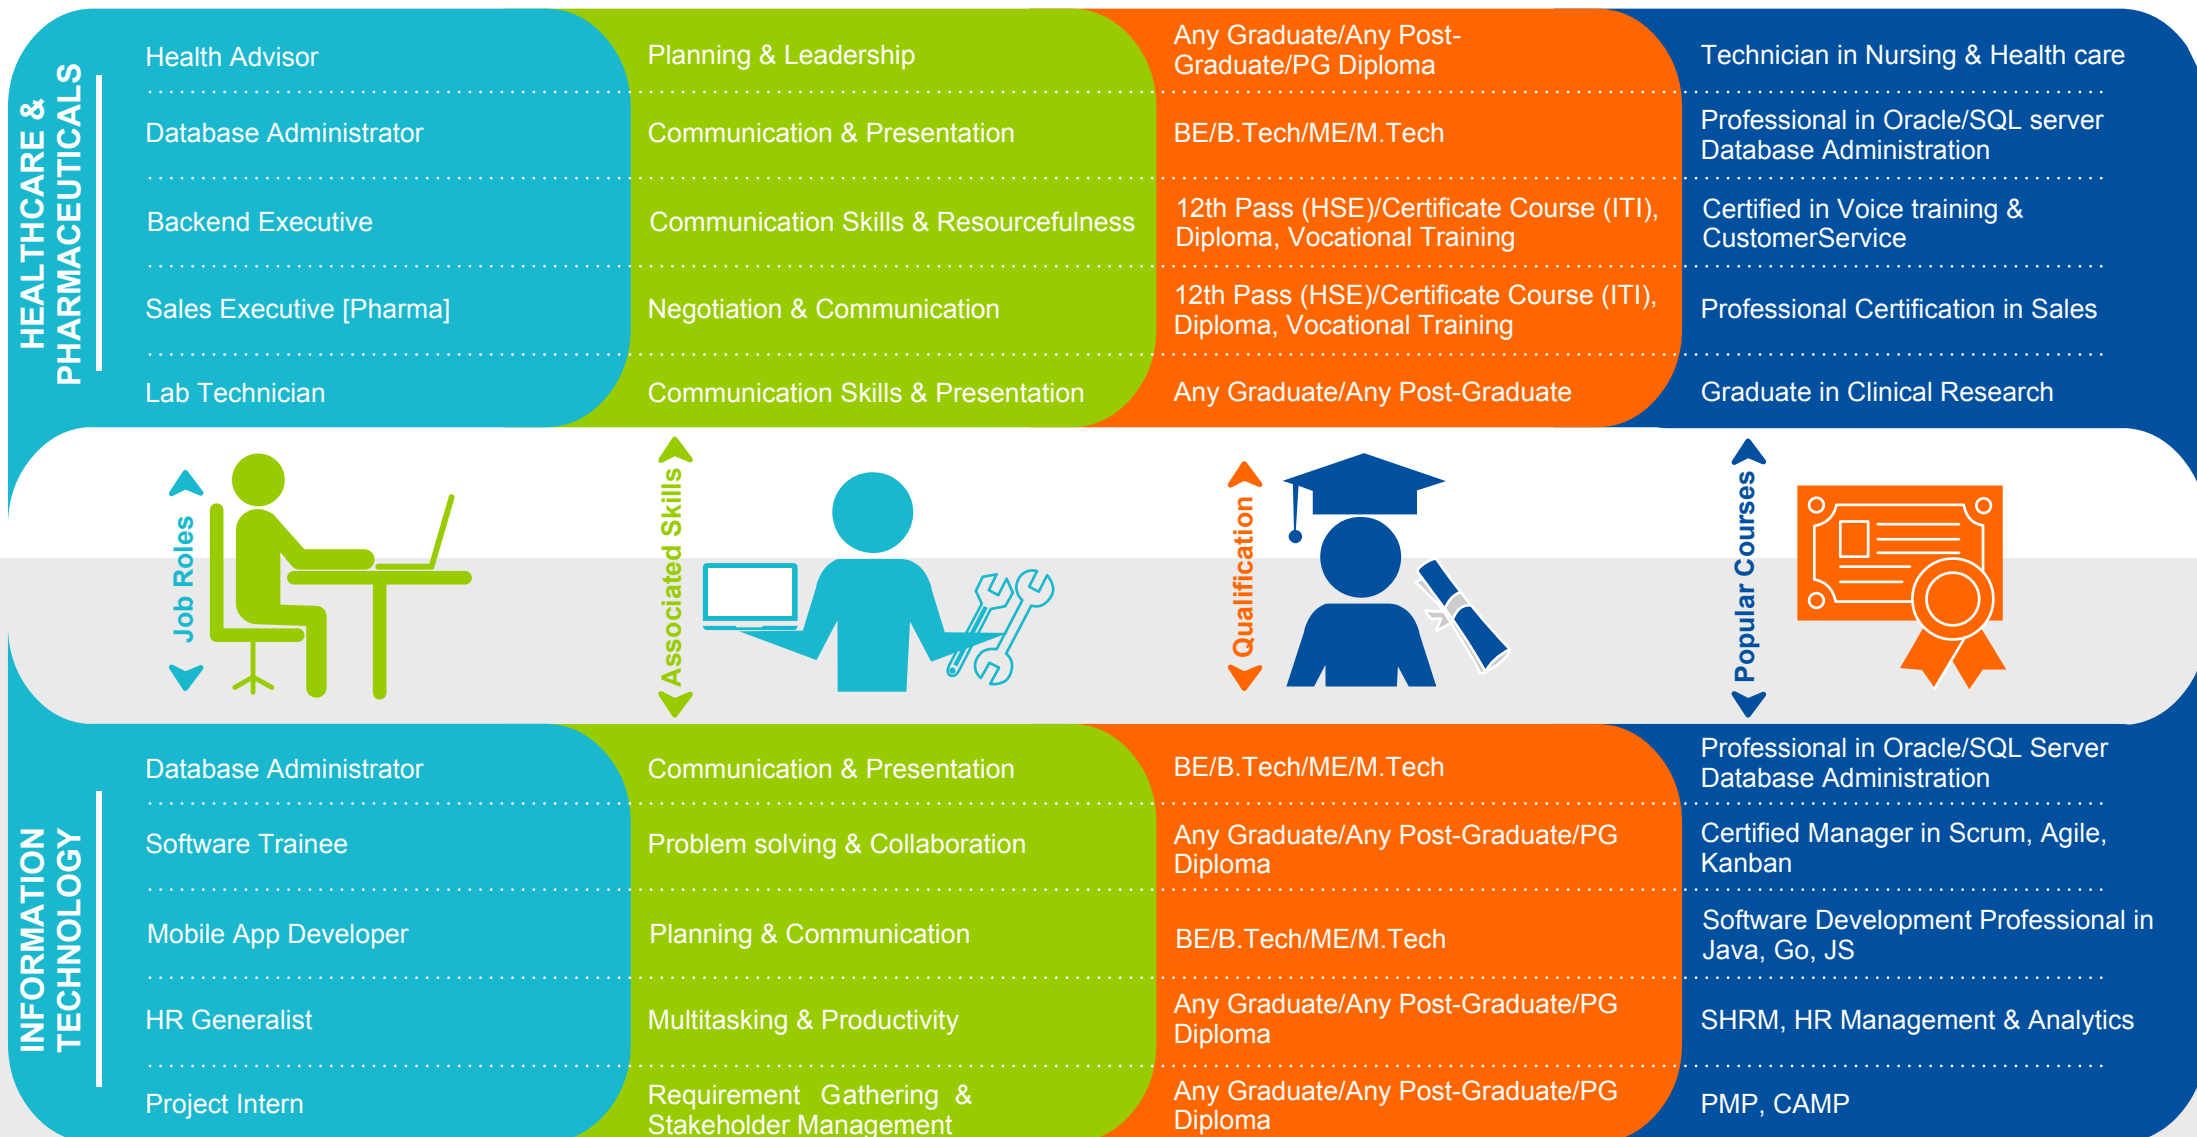 HEALTHCARE &
PHARMACEUTICALS
Health Advisor
Planning & Leadership
Any Graduate/Any Post-
Graduate/PG Diploma
Technician in Nursing & Health care
Database Administrator
Communication & Presentation
BE/B.Tech/ME/M.Tech
Professional in Oracle/SQL server
Database Administration
Backend Executive
Communication Skills & Resourcefulness
12th Pass (HSE)/Certificate Course (ITI),
Diploma, Vocational Training
Certified in Voice training &
CustomerService
Sales Executive [Pharma]
Negotiation & Communication
12th Pass (HSE)/Certificate Course (ITI),
Diploma, Vocational Training
Professional Certification in Sales
Lab Technician
Communication Skills & Presentation
Any Graduate/Any Post-Graduate
Graduate in Clinical Research
Job Roles
Associated Skills
Qualification
Popular Courses
INFORMATION
TECHNOLOGY
Database Administrator
Communication & Presentation
BE/B.Tech/ME/M.Tech
Professional in Oracle/SQL Server
Database Administration
Software Trainee
Problem solving & Collaboration
Any Graduate/Any Post-Graduate/PG
Diploma
Certified Manager in Scrum, Agile,
Kanban
Mobile App Developer
Planning & Communication
BE/B.Tech/ME/M.Tech
Software Development Professional in
Java, Go, JS
HR Generalist
Multitasking & Productivity
Any Graduate/Any Post-Graduate/PG
Diploma
SHRM, HR Management & Analytics
Project Intern
Requirement Gathering &
Stakeholder Management
Any Graduate/Any Post-Graduate/PG
Diploma
PMP, CAMP